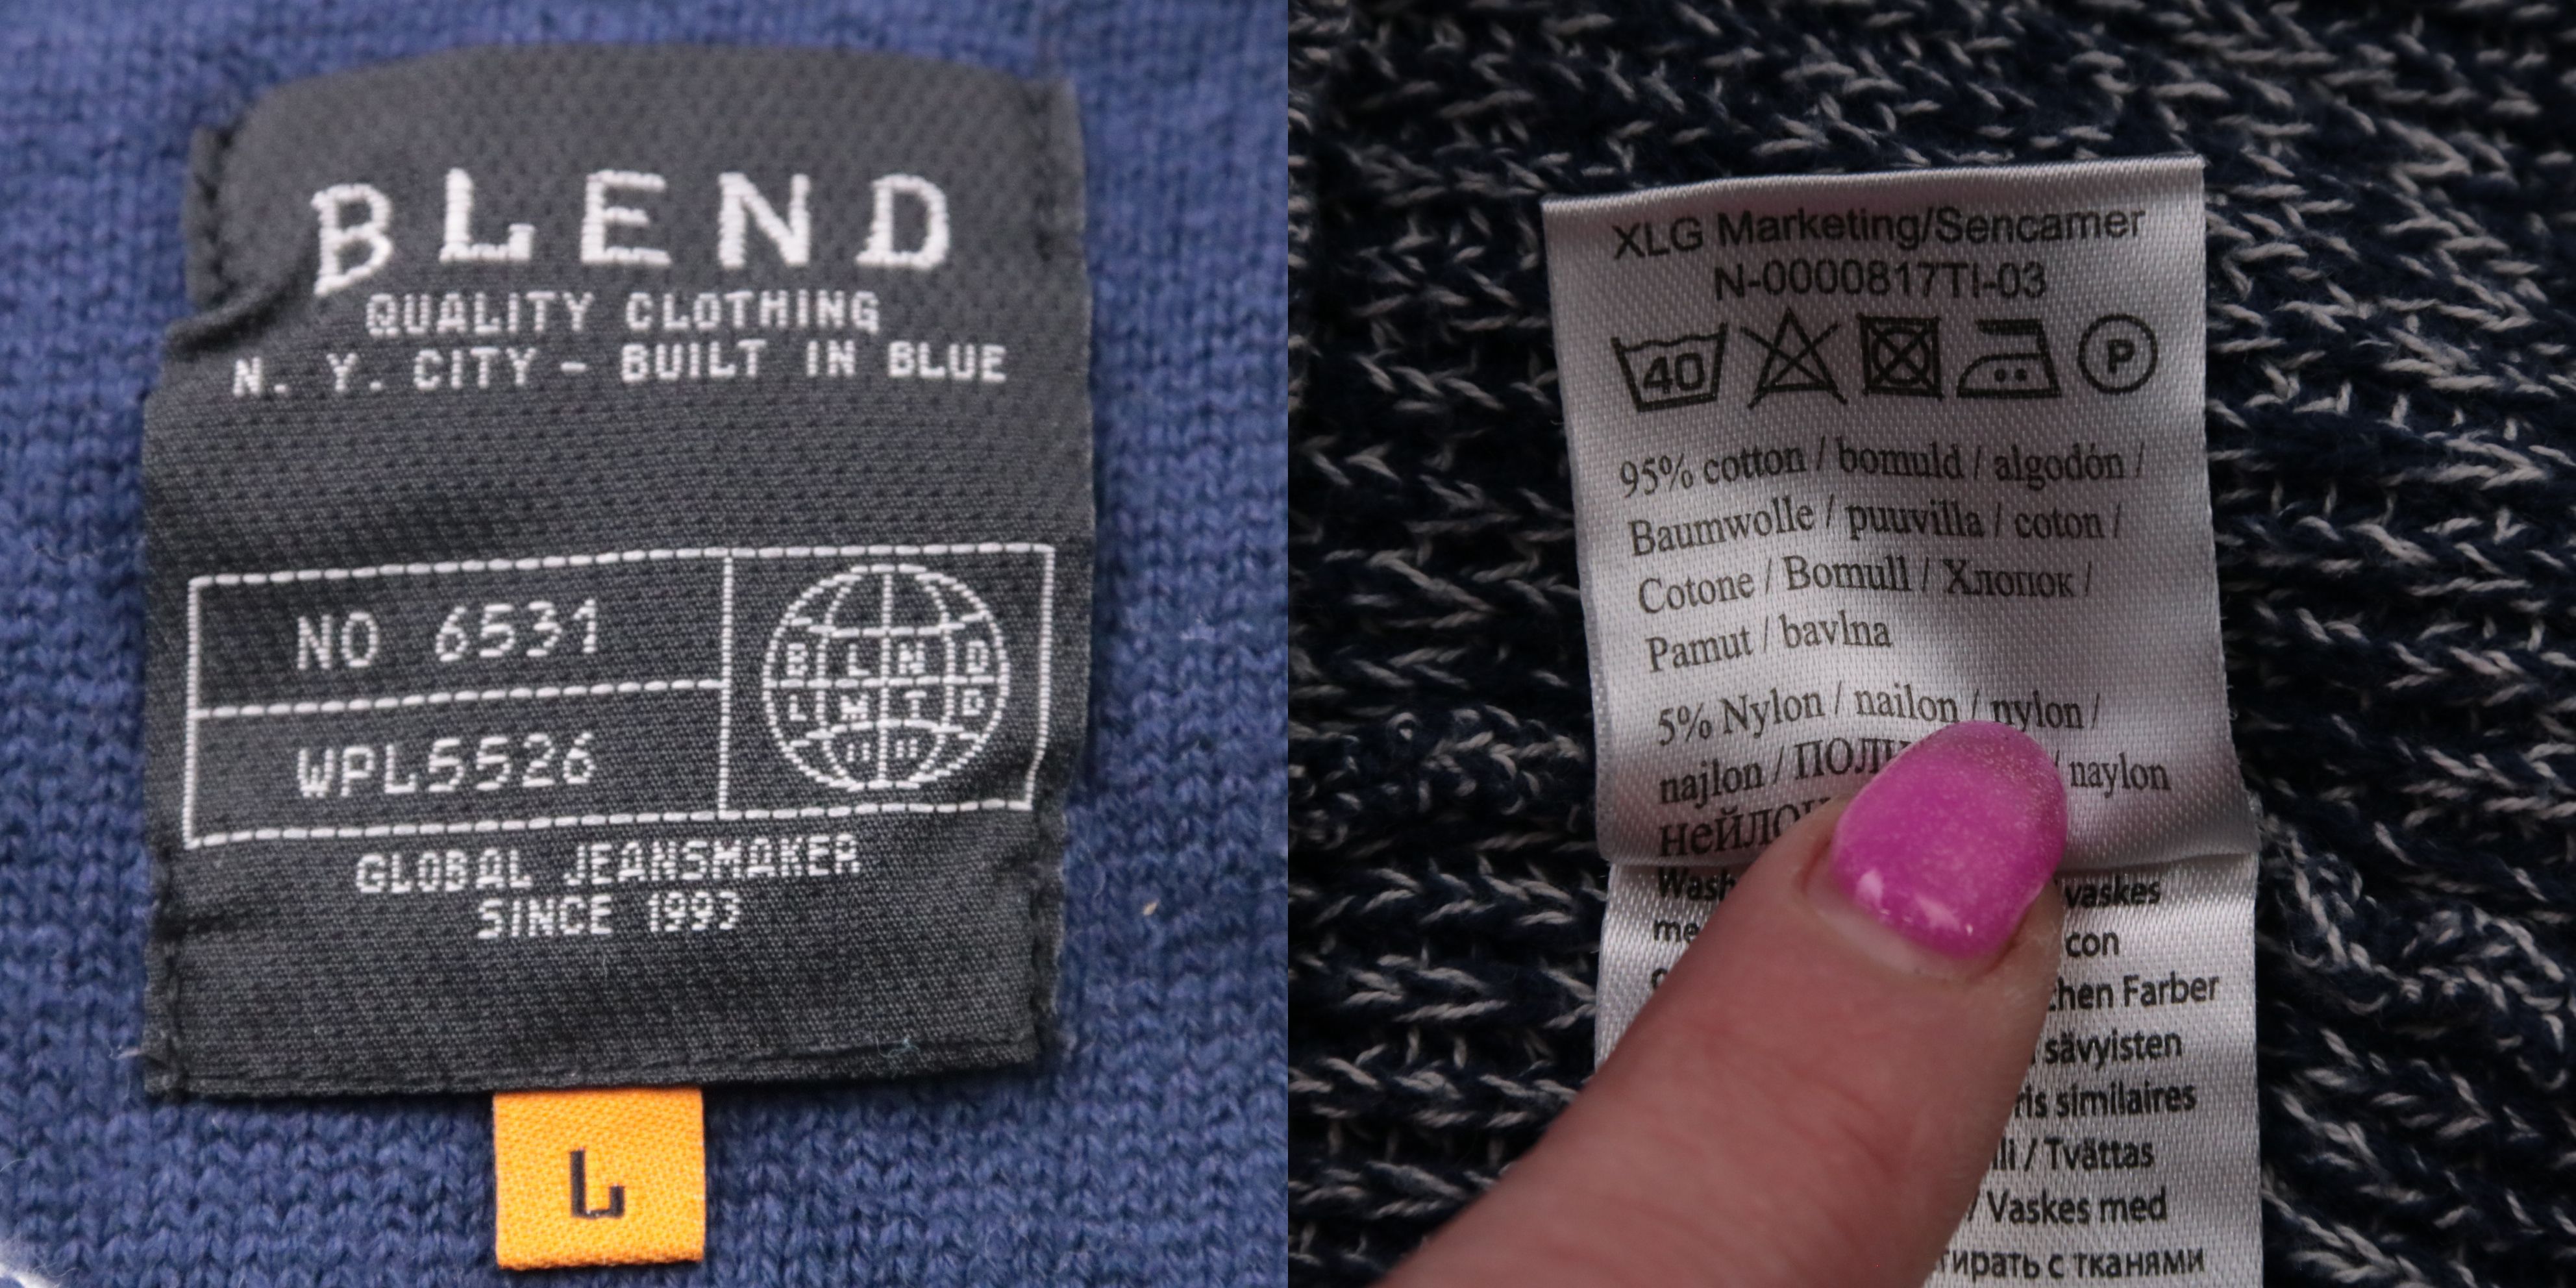 BLEND
QUALITY CLOTHING
N. Y. CITY - BUILT IN BLUE
NO 6531
WPL5526
B L N D
L M T D
GLOBAL JEANSMAKER
SINCE 1993
L
XLG Marketing/Sencamer
N-0000817TI-03
40
P
95% cotton / bomuld / algodón /
Baumwolle / puuvilla / coton /
Cotone / Bomull / Хлопок /
Pamut / bavlna
5% Nylon / nailon / nylon /
najlon / / naylon
Wash vaskes
con
Farber
sävyisten
similaires
/ Tvättas
/ Vaskes med
с тканями